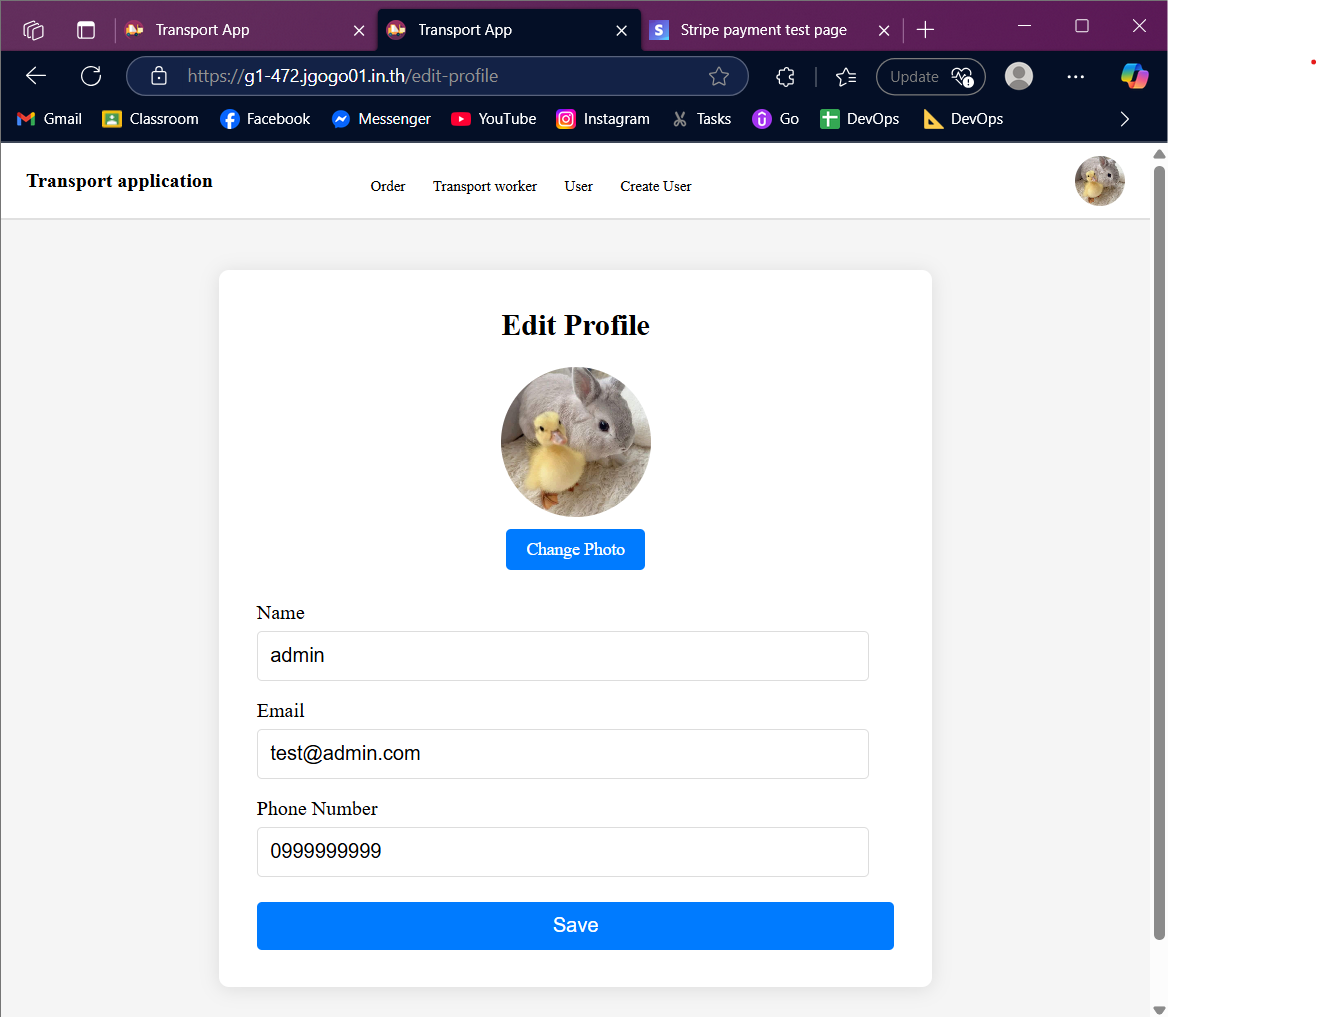 Transport App
Transport App
S Stripe payment test page
https://g1-472.jgogo01.in.th/edit-profile
Update
Gmail Classroom Facebook Messenger YouTube Instagram Tasks Go DevOps DevOps
Transport application
Order Transport worker User Create User
Edit Profile
Change Photo
Name
admin
Email
test@admin.com
Phone Number
0999999999
Save